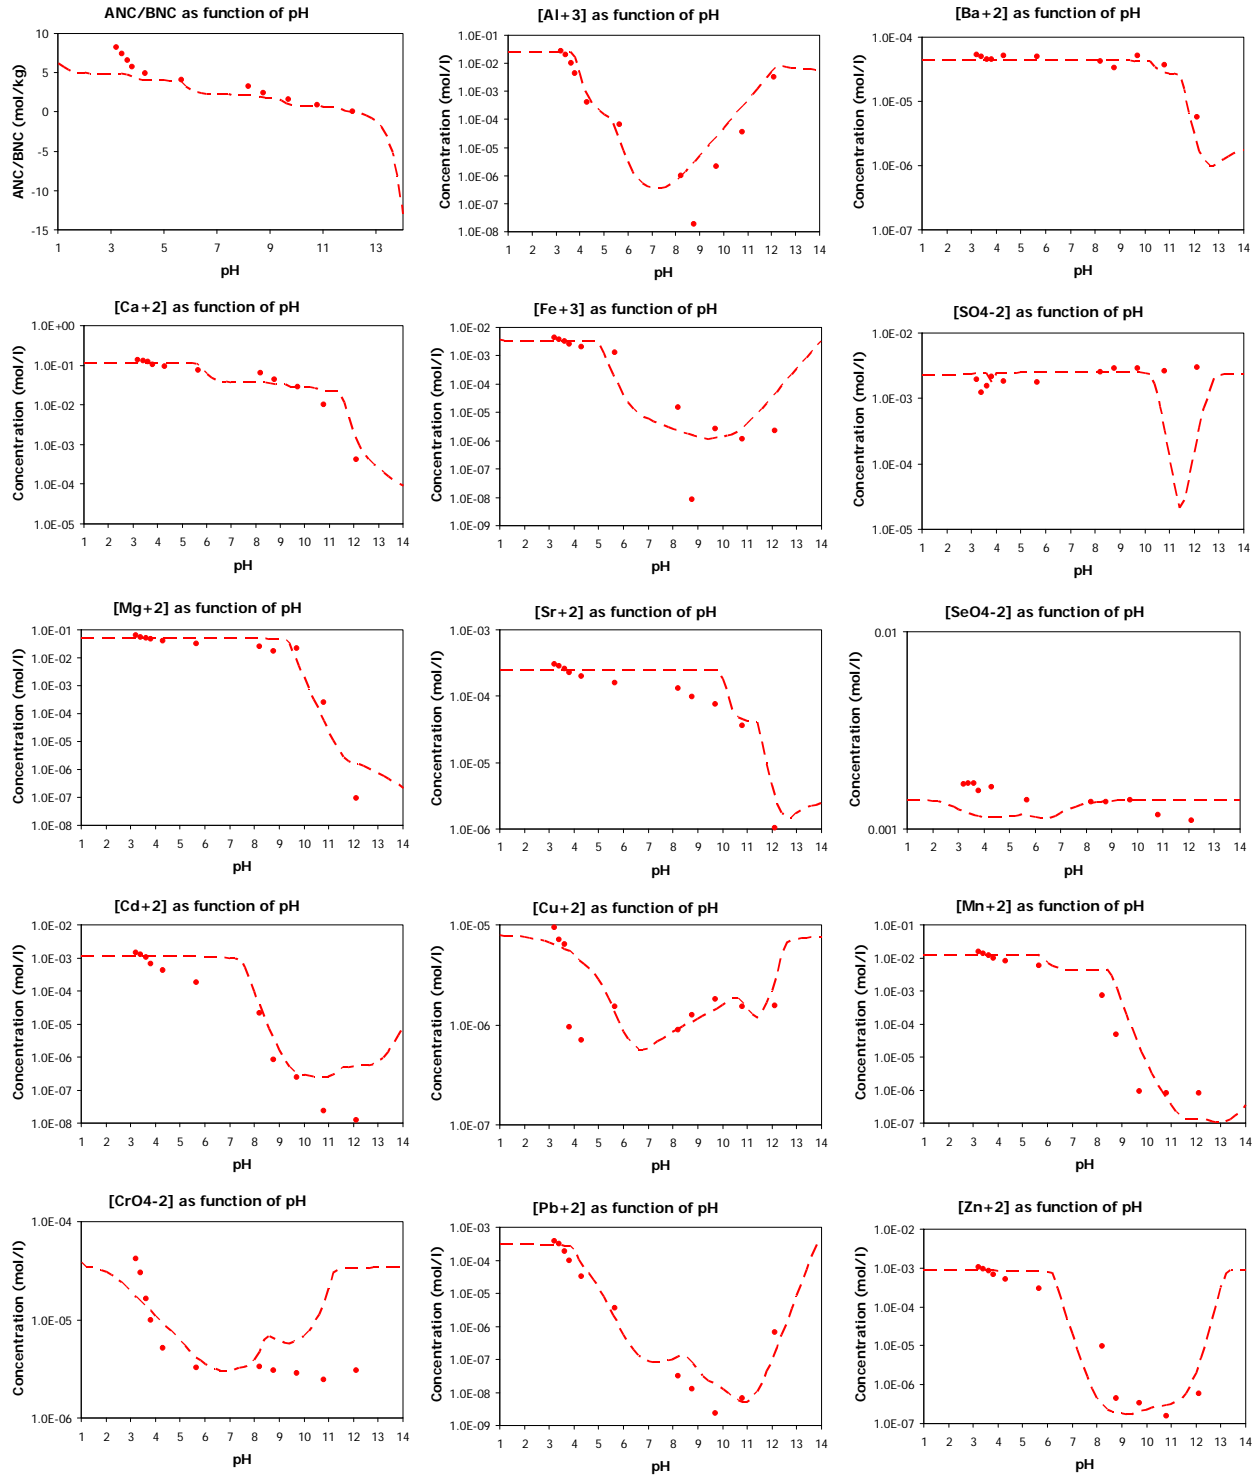 ANC/BNC as function of pH
ANC/BNC (mol/kg)
10
5
0
-5
-10
-15
1 3 5 7 9 11 13
pH
[Al+3] as function of pH
Concentration (mol/l)
1.0E-01
1.0E-02
1.0E-03
1.0E-04
1.0E-05
1.0E-06
1.0E-07
1.0E-08
1 2 3 4 5 6 7 8 9 10 11 12 13 14
pH
[Ba+2] as function of pH
Concentration (mol/l)
1.0E-04
1.0E-05
1.0E-06
1.0E-07
1 2 3 4 5 6 7 8 9 10 11 12 13 14
pH
[Ca+2] as function of pH
Concentration (mol/l)
1.0E+00
1.0E-01
1.0E-02
1.0E-03
1.0E-04
1.0E-05
1 2 3 4 5 6 7 8 9 10 11 12 13 14
pH
[Fe+3] as function of pH
Concentration (mol/l)
1.0E-02
1.0E-03
1.0E-04
1.0E-05
1.0E-06
1.0E-07
1.0E-08
1.0E-09
1 2 3 4 5 6 7 8 9 10 11 12 13 14
pH
[SO4-2] as function of pH
Concentration (mol/l)
1.0E-02
1.0E-03
1.0E-04
1.0E-05
1 2 3 4 5 6 7 8 9 10 11 12 13 14
pH
[Mg+2] as function of pH
Concentration (mol/l)
1.0E-01
1.0E-02
1.0E-03
1.0E-04
1.0E-05
1.0E-06
1.0E-07
1.0E-08
1 2 3 4 5 6 7 8 9 10 11 12 13 14
pH
[Sr+2] as function of pH
Concentration (mol/l)
1.0E-03
1.0E-04
1.0E-05
1.0E-06
1 2 3 4 5 6 7 8 9 10 11 12 13 14
pH
[SeO4-2] as function of pH
Concentration (mol/l)
0.01
0.001
1 2 3 4 5 6 7 8 9 10 11 12 13 14
pH
[Cd+2] as function of pH
Concentration (mol/l)
1.0E-02
1.0E-03
1.0E-04
1.0E-05
1.0E-06
1.0E-07
1.0E-08
1 2 3 4 5 6 7 8 9 10 11 12 13 14
pH
[Cu+2] as function of pH
Concentration (mol/l)
1.0E-05
1.0E-06
1.0E-07
1 2 3 4 5 6 7 8 9 10 11 12 13 14
pH
[Mn+2] as function of pH
Concentration (mol/l)
1.0E-01
1.0E-02
1.0E-03
1.0E-04
1.0E-05
1.0E-06
1.0E-07
1 2 3 4 5 6 7 8 9 10 11 12 13 14
pH
[CrO4-2] as function of pH
Concentration (mol/l)
1.0E-04
1.0E-05
1.0E-06
1 2 3 4 5 6 7 8 9 10 11 12 13 14
pH
[Pb+2] as function of pH
Concentration (mol/l)
1.0E-03
1.0E-04
1.0E-05
1.0E-06
1.0E-07
1.0E-08
1.0E-09
1 2 3 4 5 6 7 8 9 10 11 12 13 14
pH
[Zn+2] as function of pH
Concentration (mol/l)
1.0E-02
1.0E-03
1.0E-04
1.0E-05
1.0E-06
1.0E-07
1 2 3 4 5 6 7 8 9 10 11 12 13 14
pH